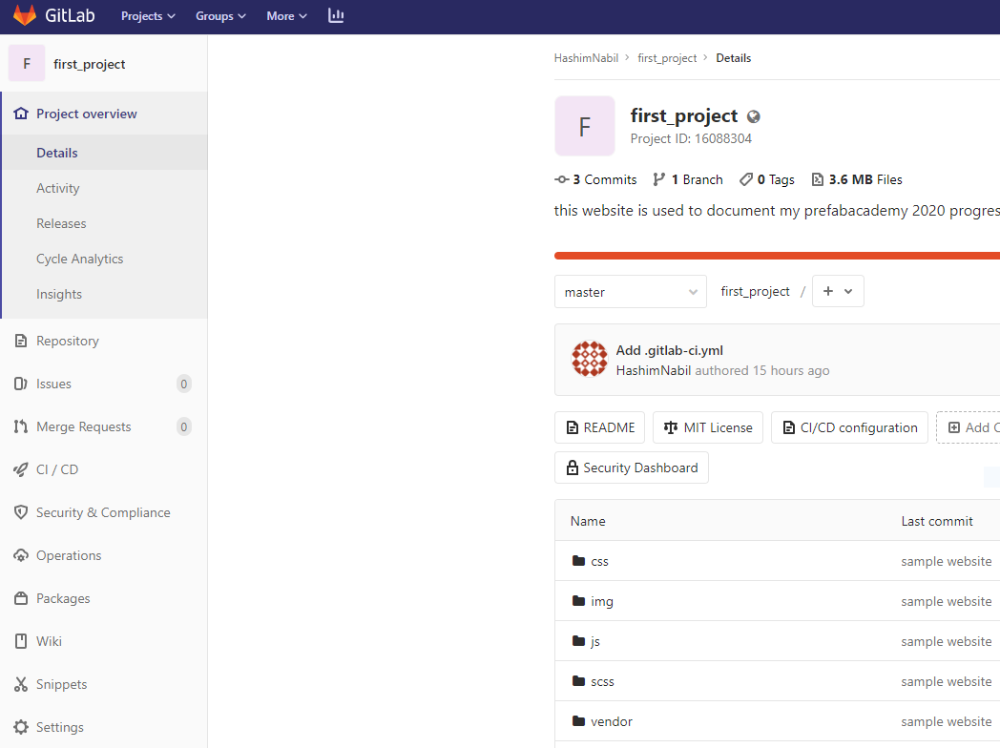 GitLab Projects Groups More
F first_project
Project overview
Details
Activity
Releases
Cycle Analytics
Insights
Repository
Issues 0
Merge Requests 0
CI / CD
Security & Compliance
Operations
Packages
Wiki
Snippets
Settings
HashimNabil > first_project > Details
F
first_project
Project ID: 16088304
3 Commits 1 Branch 0 Tags 3.6 MB Files
this website is used to document my prefabacademy 2020 progres
master first_project / +
Add .gitlab-ci.yml
HashimNabil authored 15 hours ago
README MIT License CI/CD configuration Add C
Security Dashboard
Name Last commit
css sample website
img sample website
js sample website
scss sample website
vendor sample website